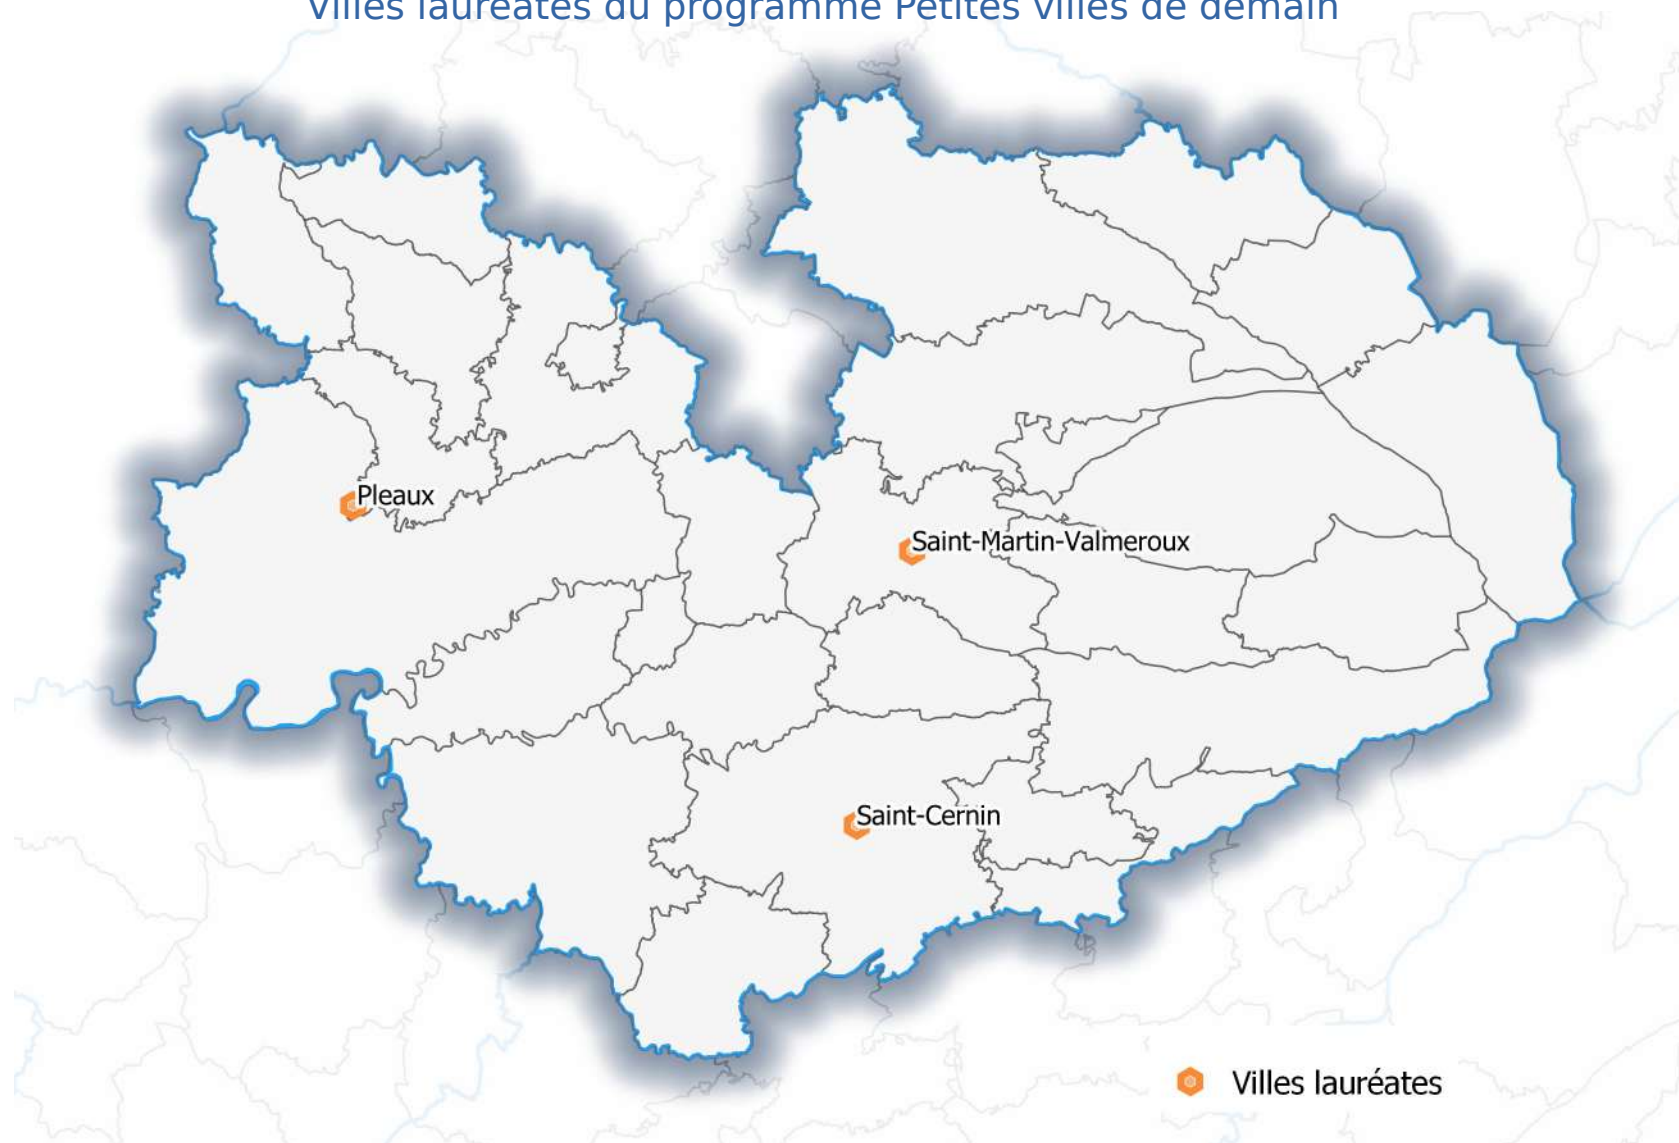 Villes lauréates du programme Petites villes de demain
Pleaux
Saint-Martin-Valmeroux
Saint-Cernin
Villes lauréates